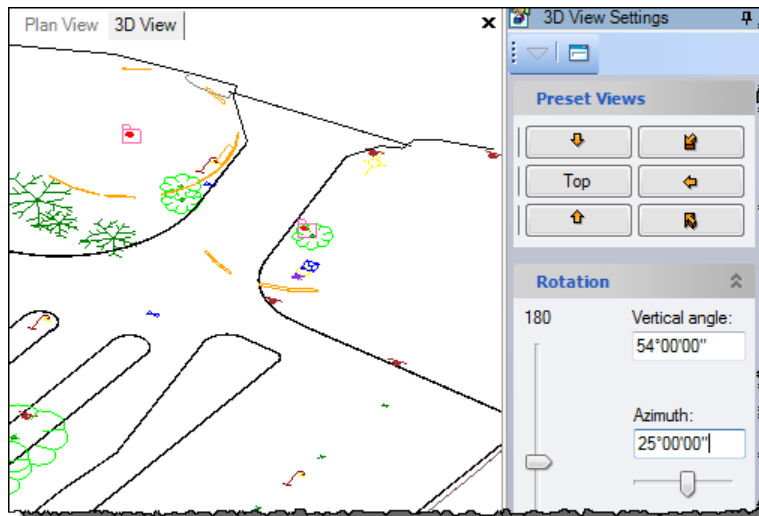 Plan View 3D View
3D View Settings
Preset Views
Top
Rotation
180
Vertical angle:
54°00'00"
Azimuth:
25°00'00"